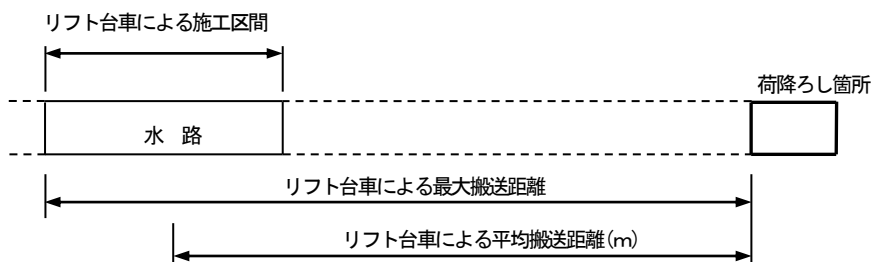 リフト台車による施工区間
荷降ろし箇所
水 路
リフト台車による最大搬送距離
リフト台車による平均搬送距離(m)